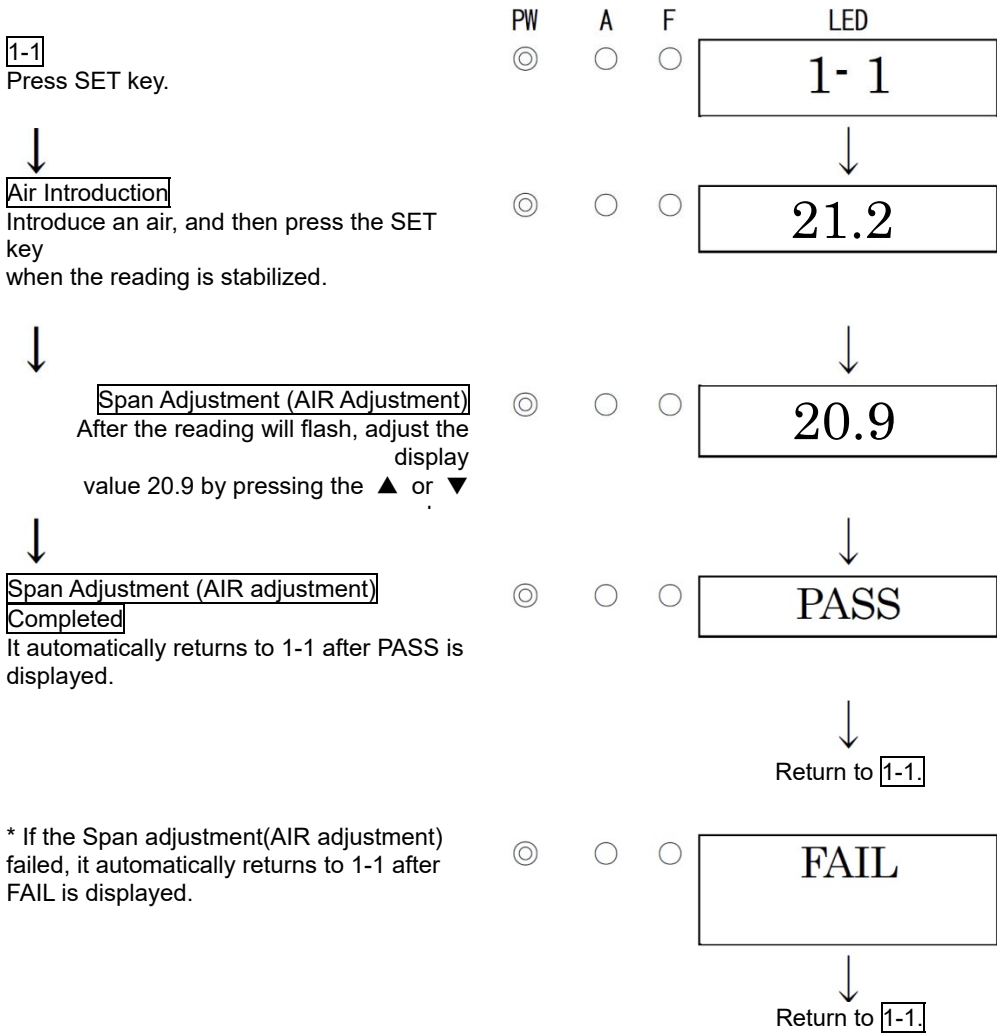 PW A F LED
1-1
Press SET key.
1- 1
Air Introduction
Introduce an air, and then press the SET
key
when the reading is stabilized.
21.2
Span Adjustment (AIR Adjustment)
After the reading will flash, adjust the
display
value 20.9 by pressing the ▲ or ▼
20.9
Span Adjustment (AIR adjustment)
Completed
It automatically returns to 1-1 after PASS is
displayed.
PASS
Return to 1-1.
* If the Span adjustment(AIR adjustment)
failed, it automatically returns to 1-1 after
FAIL is displayed.
FAIL
Return to 1-1.